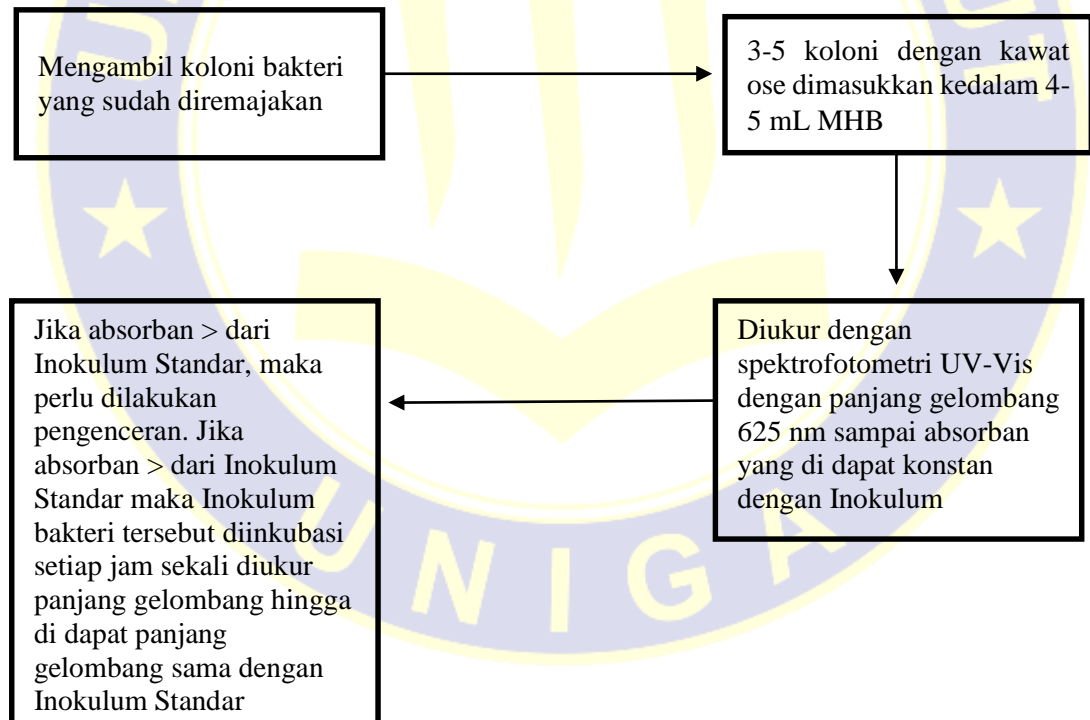 Mengambil koloni bakteri
yang sudah diremajakan
3-5 koloni dengan kawat
ose dimasukkan kedalam 4-
5 mL MHB
Diukur dengan
spektrofotometri UV-Vis
dengan panjang gelombang
625 nm sampai absorban
yang di dapat konstan
dengan Inokulum
Jika absorban > dari
Inokulum Standar, maka
perlu dilakukan
pengenceran. Jika
absorban > dari Inokulum
Standar maka Inokulum
bakteri tersebut diinkubasi
setiap jam sekali diukur
panjang gelombang hingga
di dapat panjang
gelombang sama dengan
Inokulum Standar
UNIGA